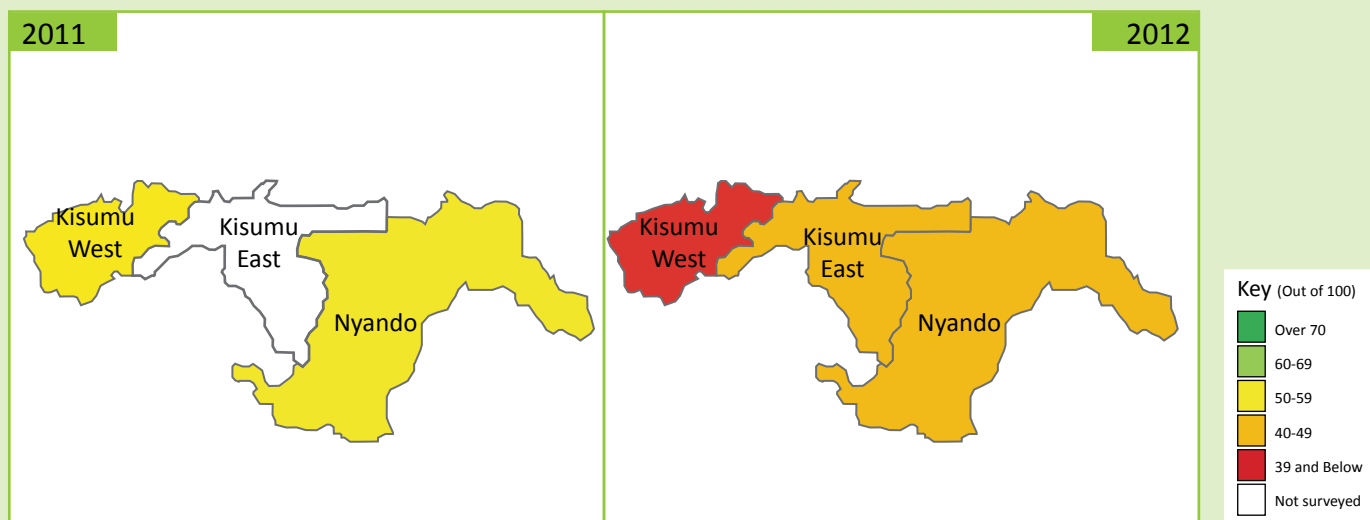 2011
2012
Kisumu
West
Kisumu
East
Nyando
Kisumu
West
Kisumu
East
Nyando
Key (Out of 100)
Over 70
60-69
50-59
40-49
39 and Below
Not surveyed